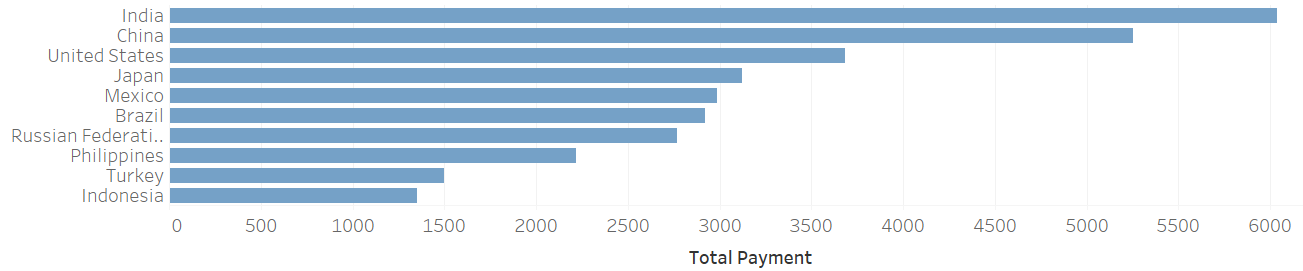 India
China
United States
Japan
Mexico
Brazil
Russian Federati..
Philippines
Turkey
Indonesia
0 500 1000 1500 2000 2500 3000 3500 4000 4500 5000 5500 6000
Total Payment